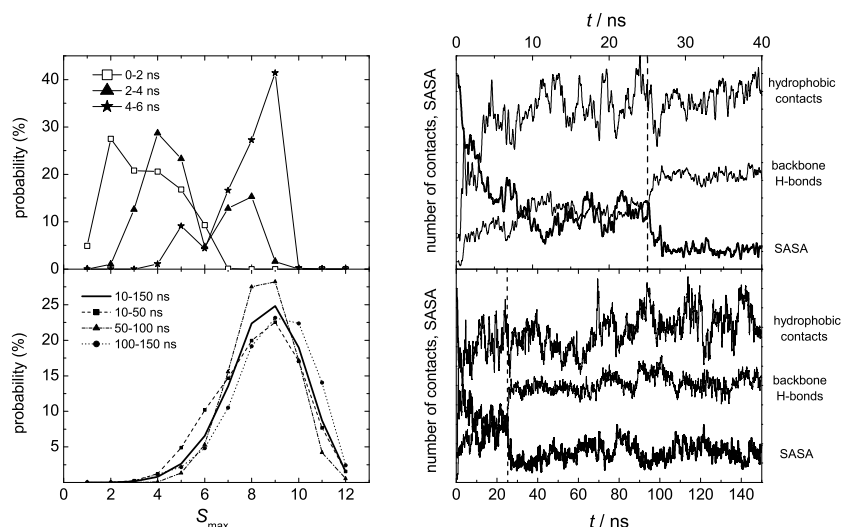 probability (%)
40
30
20
10
0
0-2 ns
2-4 ns
4-6 ns
probability (%)
25
20
15
10
5
0
10-150 ns
10-50 ns
50-100 ns
100-150 ns
0 2 4 6 8 10 12
Smax
t / ns
0 10 20 30 40
number of contacts, SASA
hydrophobic
contacts
backbone
H-bonds
SASA
number of contacts, SASA
hydrophobic
contacts
backbone
H-bonds
SASA
0 20 40 60 80 100 120 140
t / ns